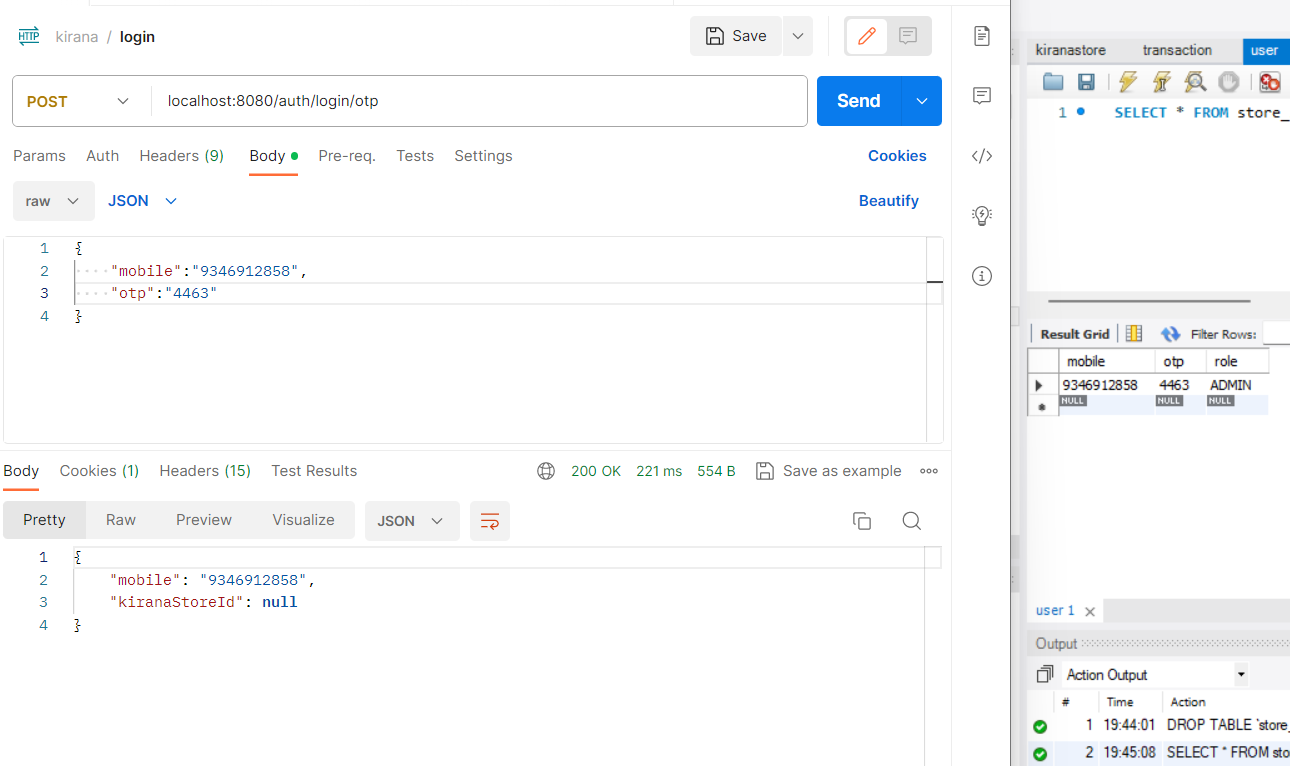 HTTP kirana / login
Save
POST localhost:8080/auth/login/otp
Send
Params Auth Headers (9) Body Pre-req. Tests Settings
Cookies
raw JSON
Beautify
1 {
2 "mobile":"9346912858",
3 "otp":"4463"
4 }
Body Cookies (1) Headers (15) Test Results
200 OK 221 ms 554 B Save as example
Pretty Raw Preview Visualize JSON
1 {
2 "mobile": "9346912858",
3 "kiranaStoreId": null
4 }
kiranastore transaction user
1 SELECT * FROM store_
Result Grid Filter Rows:
mobile otp role
9346912858 4463 ADMIN
NULL NULL NULL
user 1
Output
Action Output
# Time Action
1 19:44:01 DROP TABLE `store_
2 19:45:08 SELECT * FROM sto